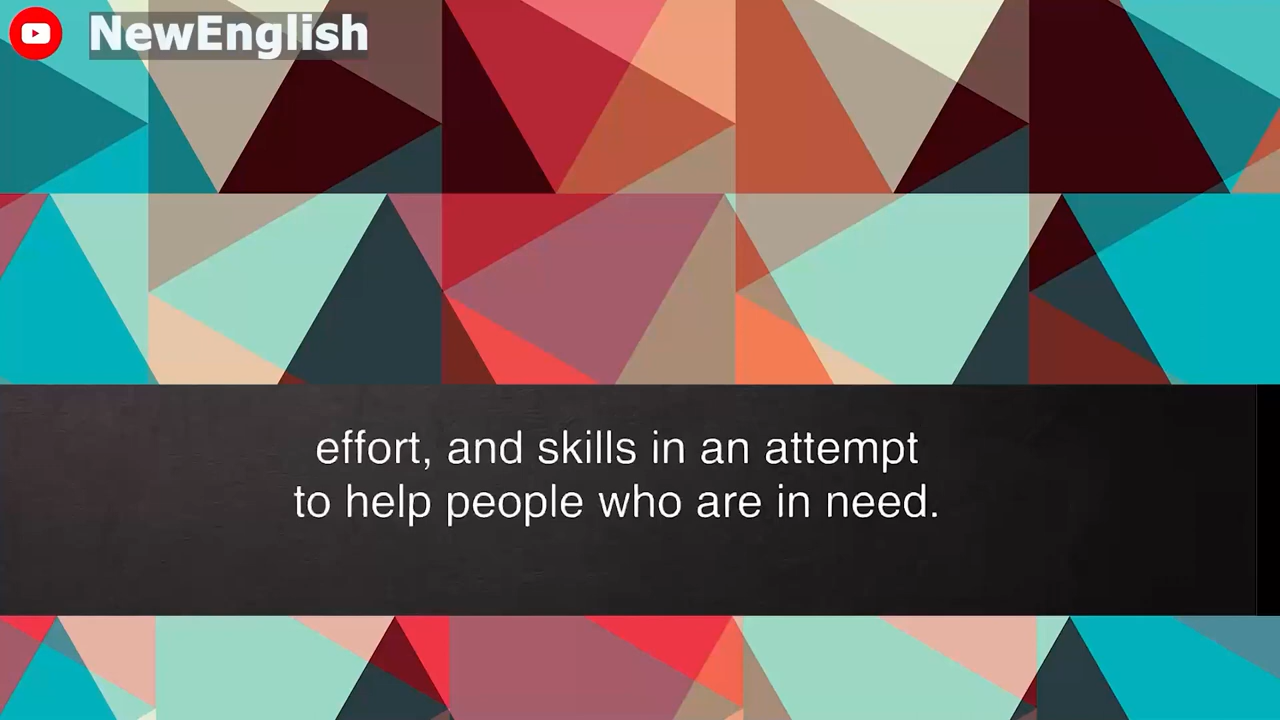 NewEnglish
effort, and skills in an attempt
to help people who are in need.